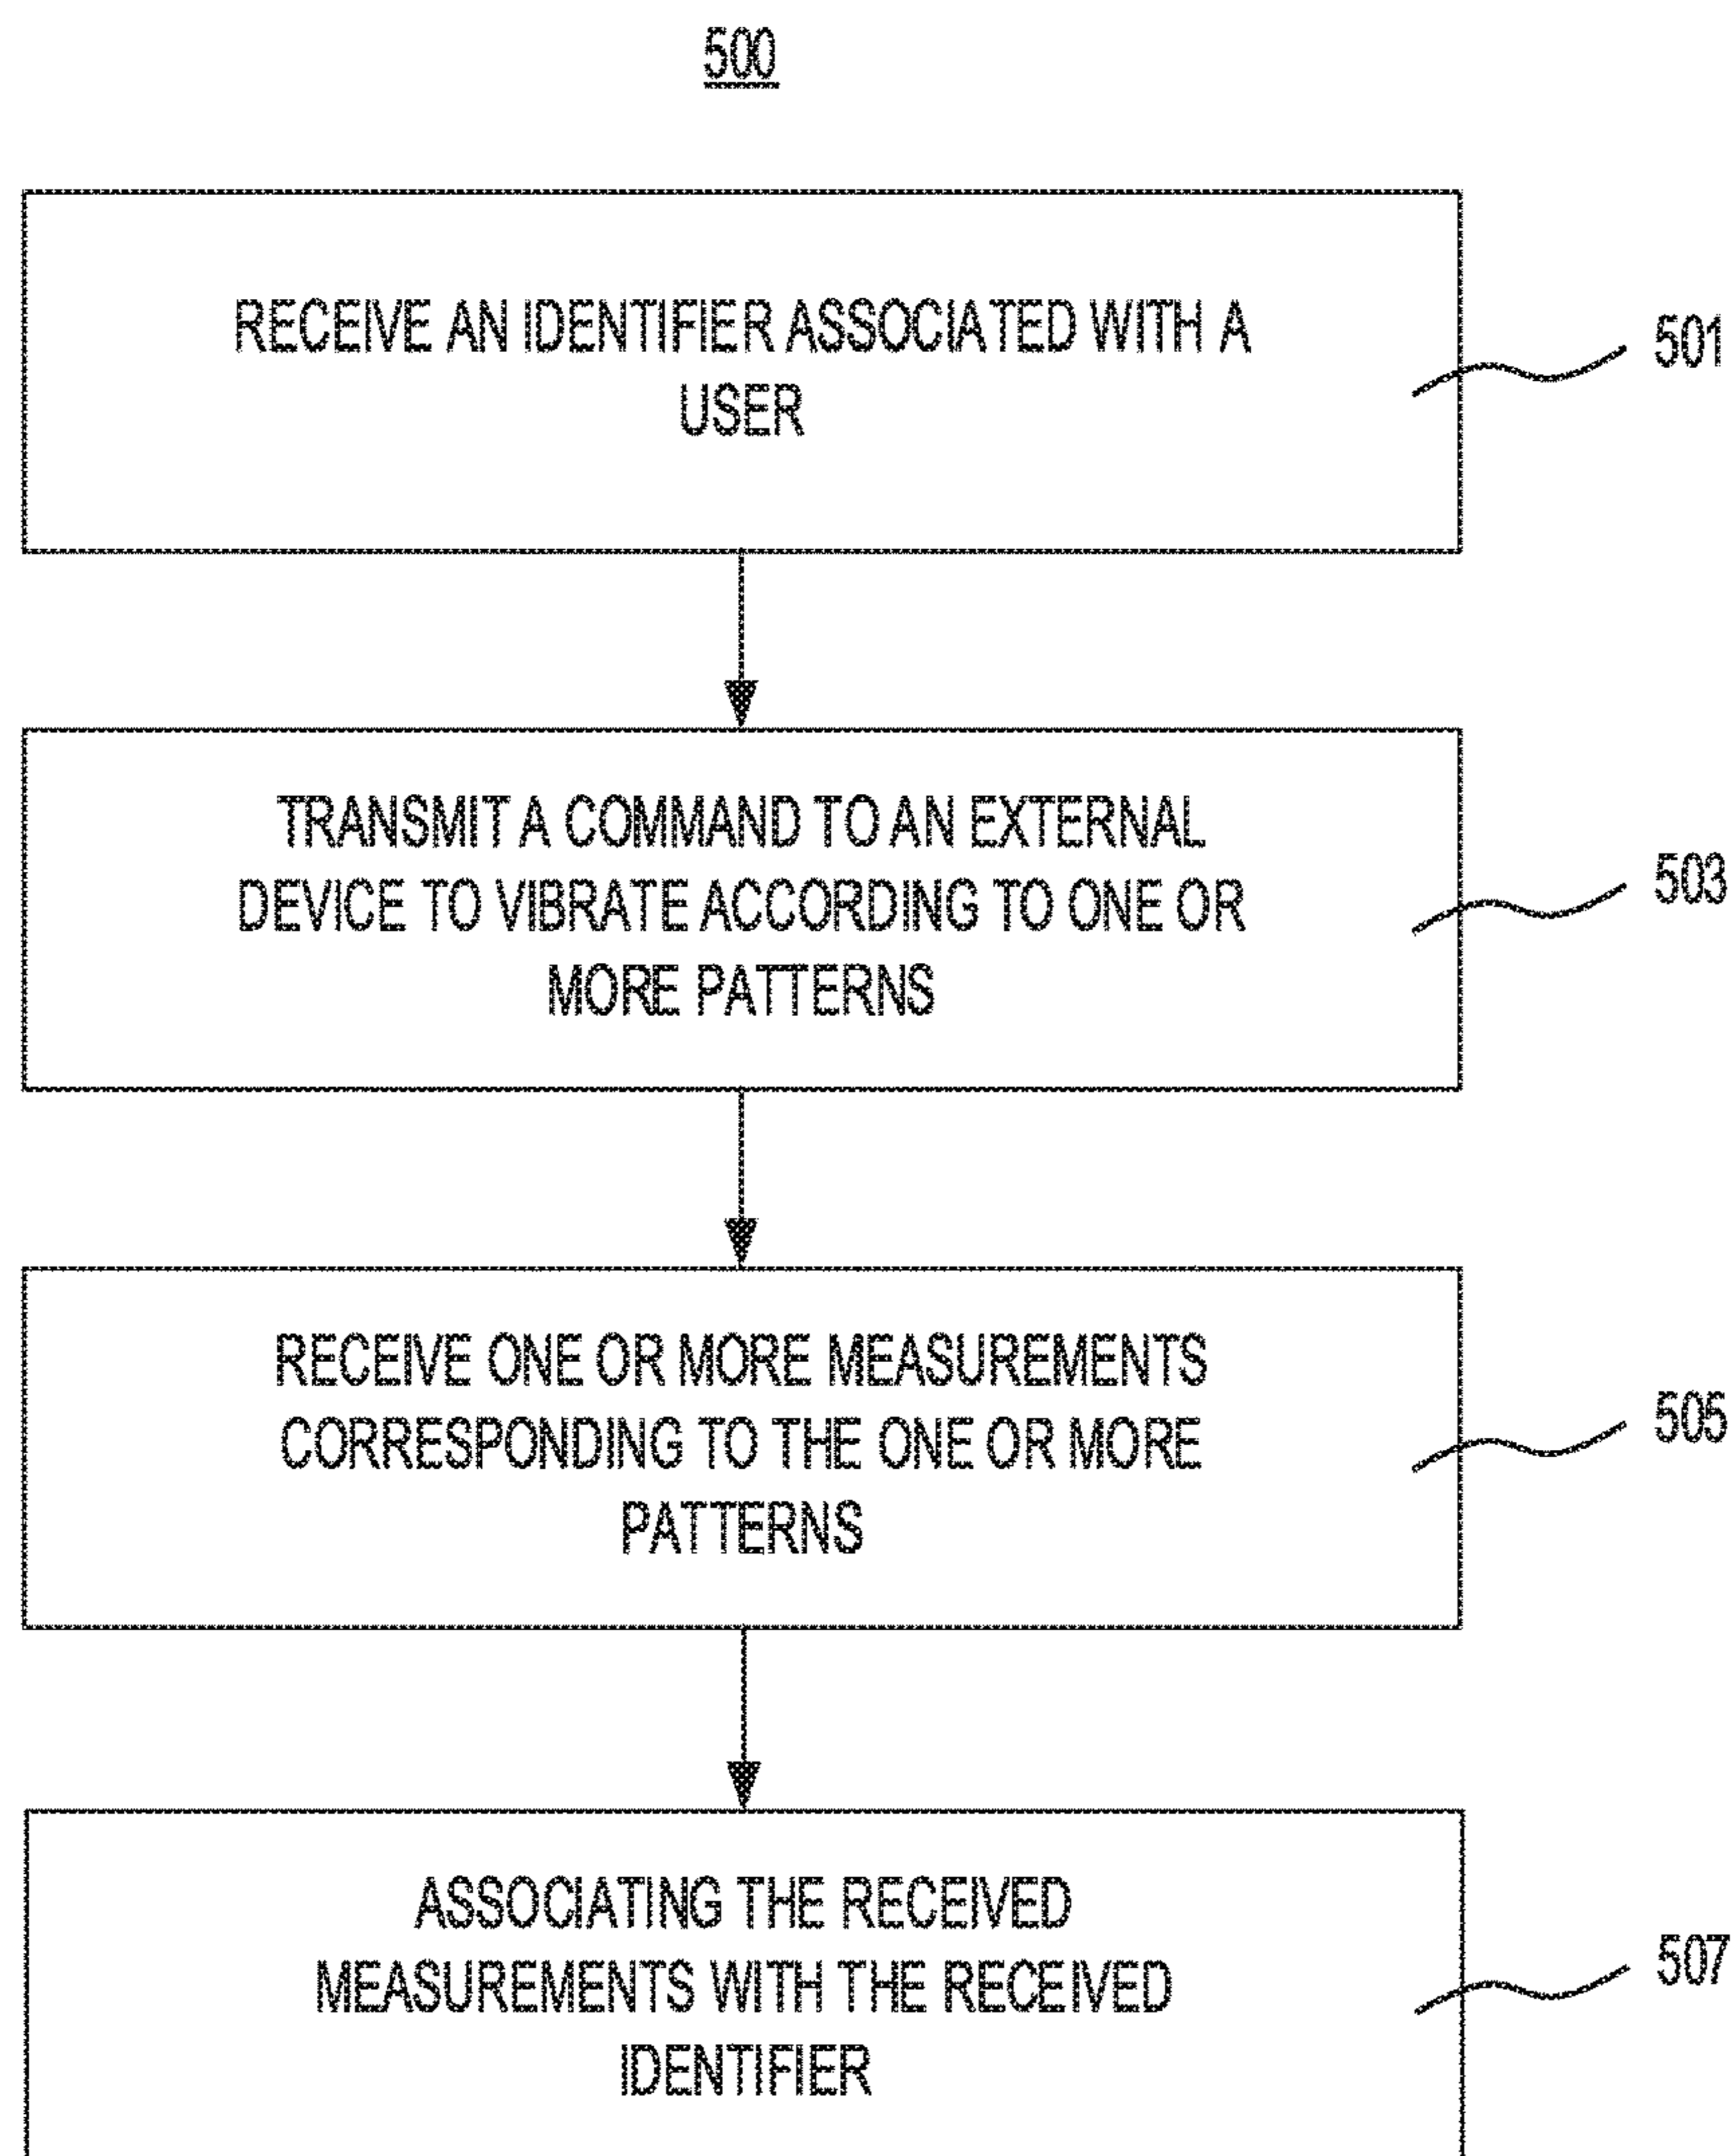 500
RECEIVE AN IDENTIFIER ASSOCIATED WITH A
USER
501
TRANSMIT A COMMAND TO AN EXTERNAL
DEVICE TO VIBRATE ACCORDING TO ONE OR
MORE PATTERNS
503
RECEIVE ONE OR MORE MEASUREMENTS
CORRESPONDING TO THE ONE OR MORE
PATTERNS
505
ASSOCIATING THE RECEIVED
MEASUREMENTS WITH THE RECEIVED
IDENTIFIER
507